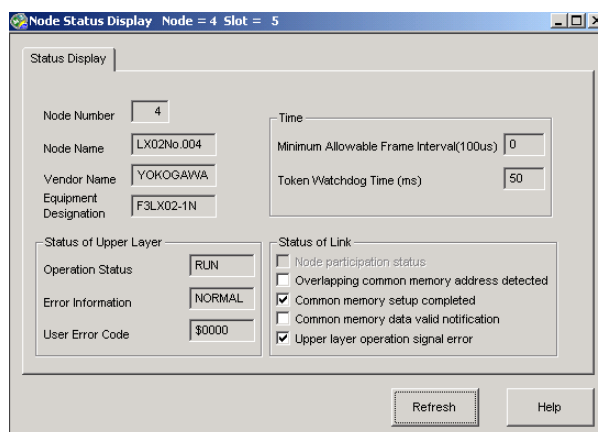 Node Status Display Node = 4 Slot = 5
Status Display
Node Number 4
Node Name LX02No.004
Vendor Name YOKOGAWA
Equipment
Designation F3LX02-1N
Time
Minimum Allowable Frame Interval(100us) 0
Token Watchdog Time (ms) 50
Status of Upper Layer
Operation Status RUN
Error Information NORMAL
User Error Code $0000
Status of Link
Node participation status
Overlapping common memory address detected
Common memory setup completed
Common memory data valid notification
Upper layer operation signal error
Refresh
Help